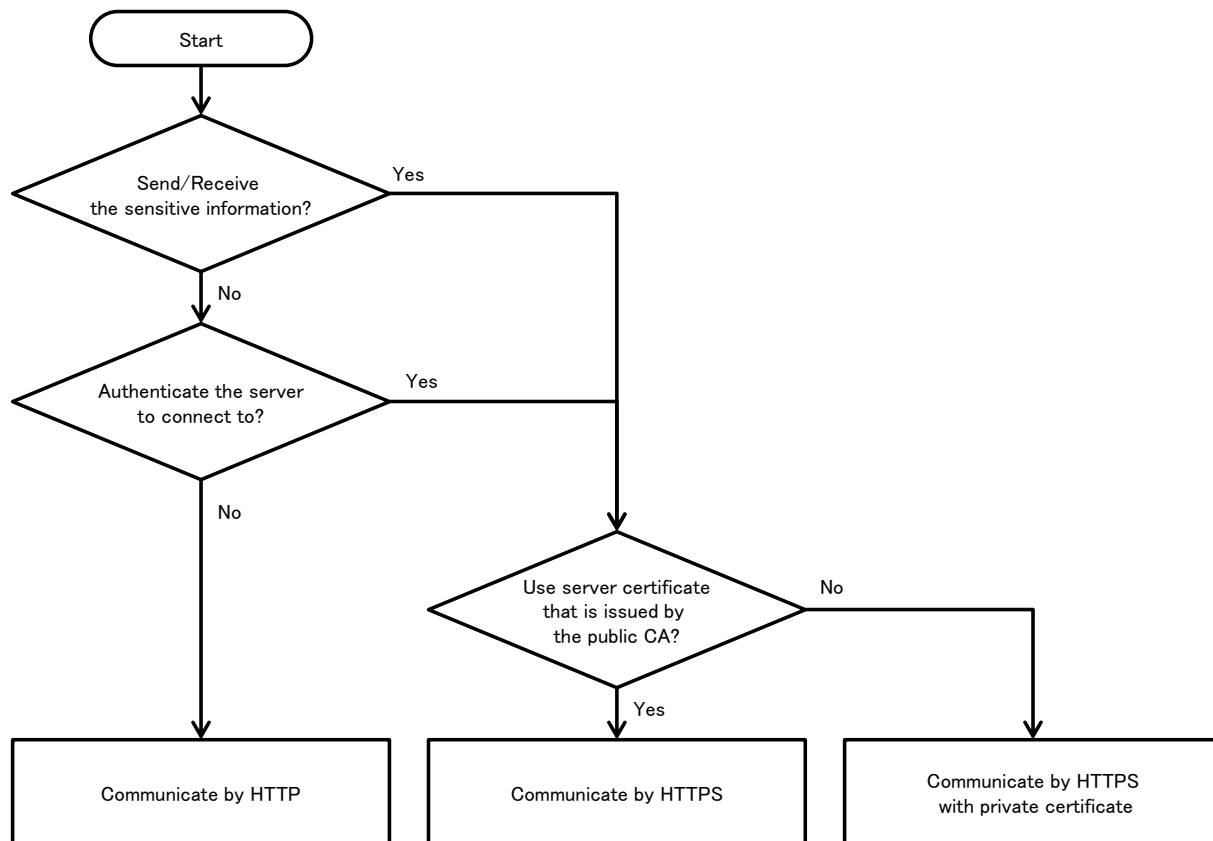 Start
Send/Receive
the sensitive information?
Yes
No
Authenticate the server
to connect to?
Yes
No
Use server certificate
that is issued by
the public CA?
No
Yes
Communicate by HTTP
Communicate by HTTPS
Communicate by HTTPS
with private certificate